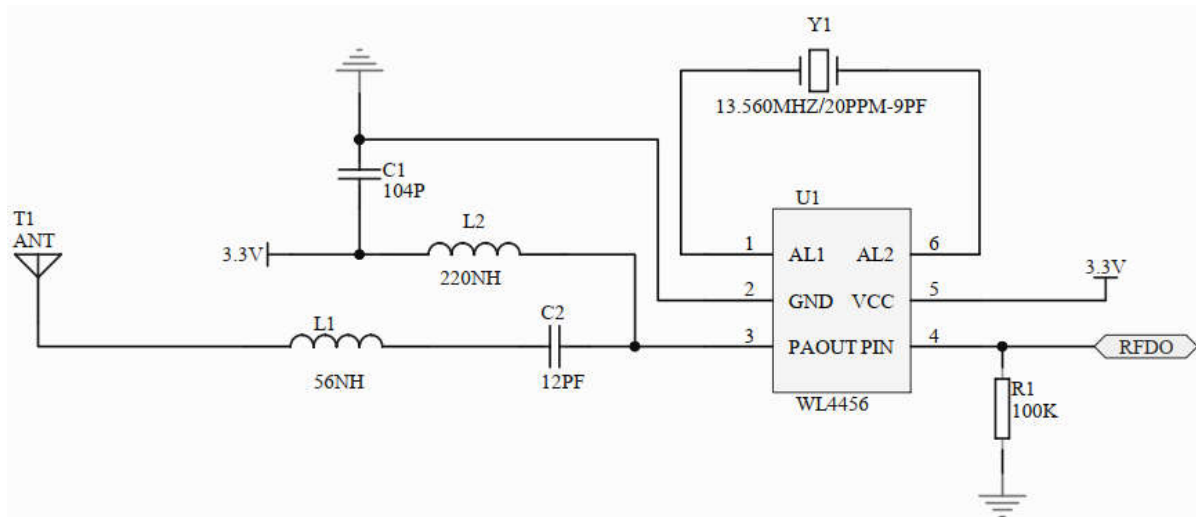 Y1
13.560MHZ/20PPM-9PF
C1
104P
U1
T1
ANT
L2
1 AL1 AL2 6
3.3V
3.3V
220NH
2 GND VCC 5
L1
C2
3 PAOUT PIN 4
RFDO
56NH
12PF
WL4456
R1
100K